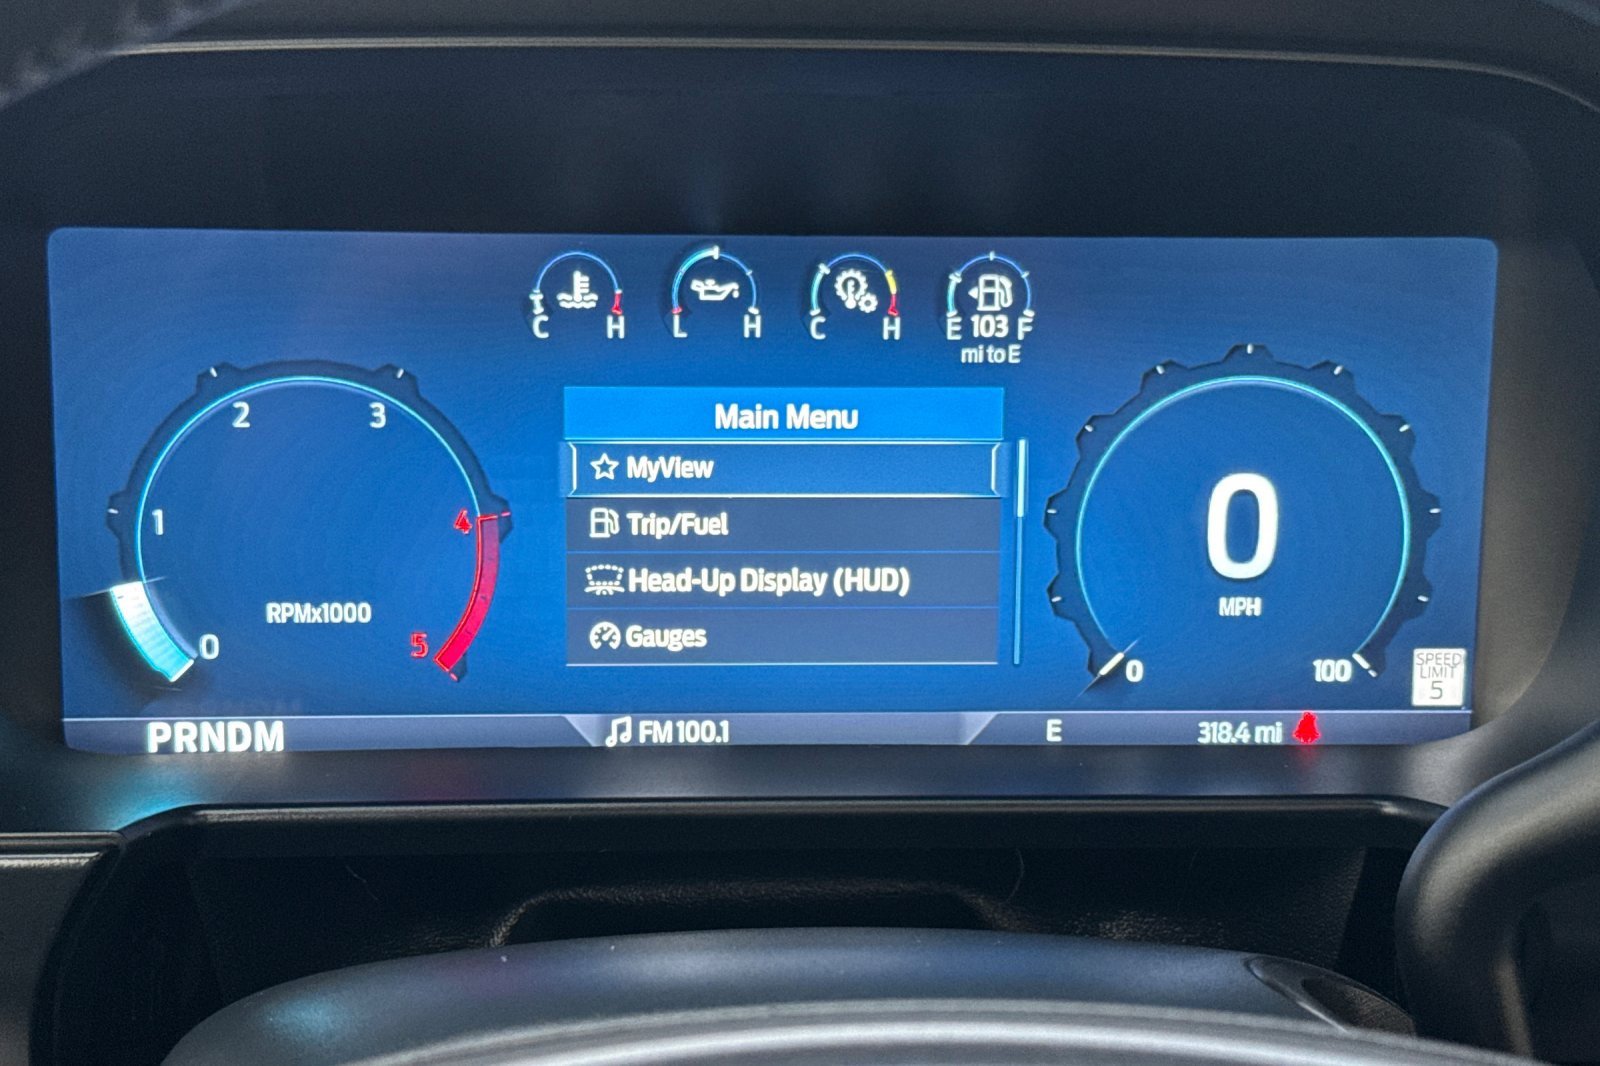 C H
L H
C H
E 103 F
mi to E
2 3
1 4
RPMx1000
0 5
Main Menu
MyView
Trip/Fuel
Head-Up Display (HUD)
Gauges
0
MPH
0 100
SPEED
LIMIT
5
PRNDM
FM 100.1
E
318.4 mi